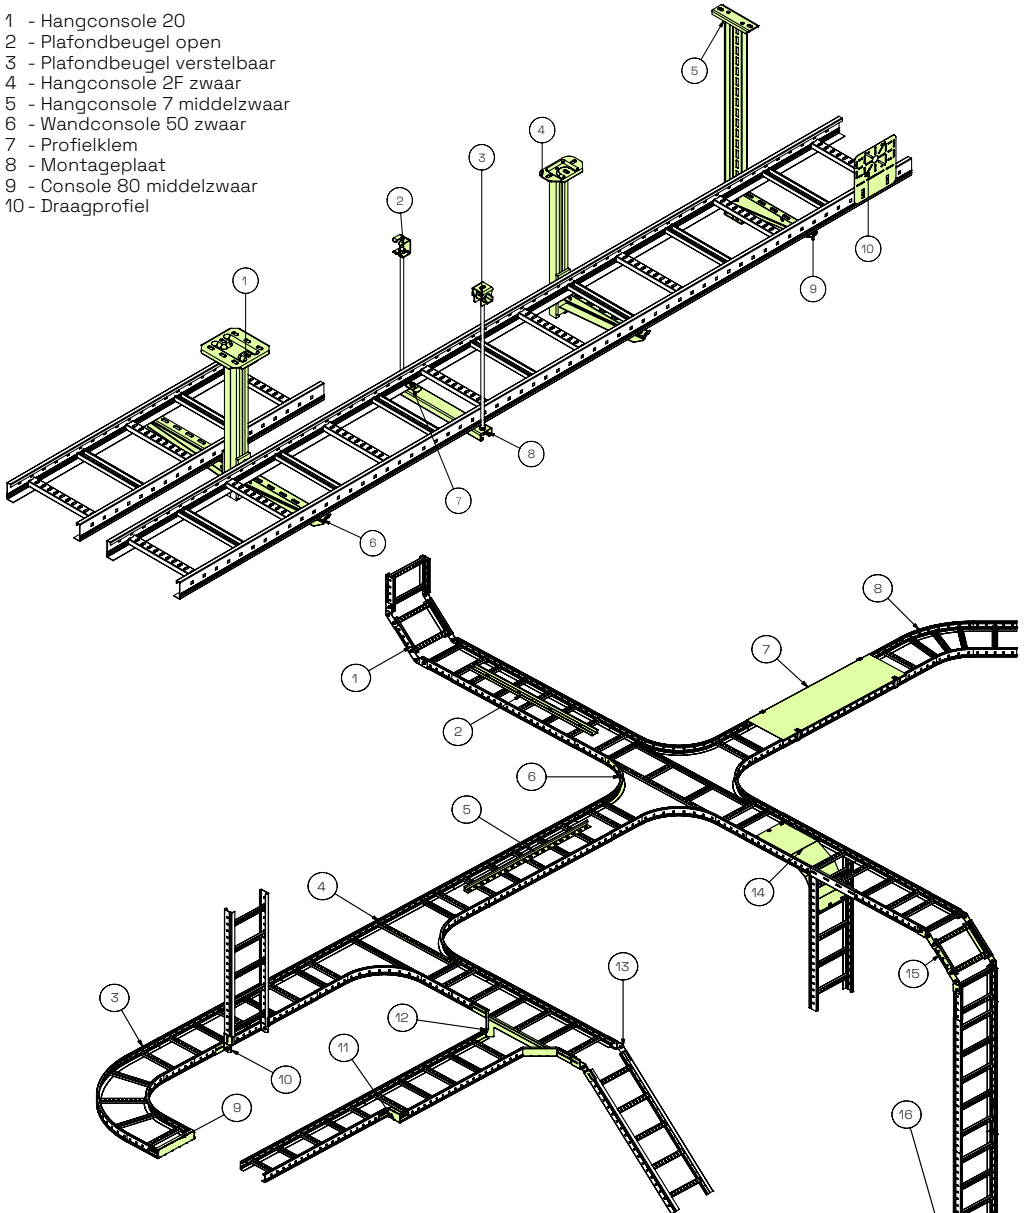 1 - Hangconsole 20
2 - Plafondbeugel open
3 - Plafondbeugel verstelbaar
4 - Hangconsole 2F zwaar
5 - Hangconsole 7 middelzwaar
6 - Wandconsole 50 zwaar
7 - Profielklem
8 - Montageplaat
9 - Console 80 middelzwaar
10 - Draagprofiel
5
4
3
2
10
1
9
8
7
6
8
7
1
2
6
5
14
4
15
13
3
12
11
10
9
16